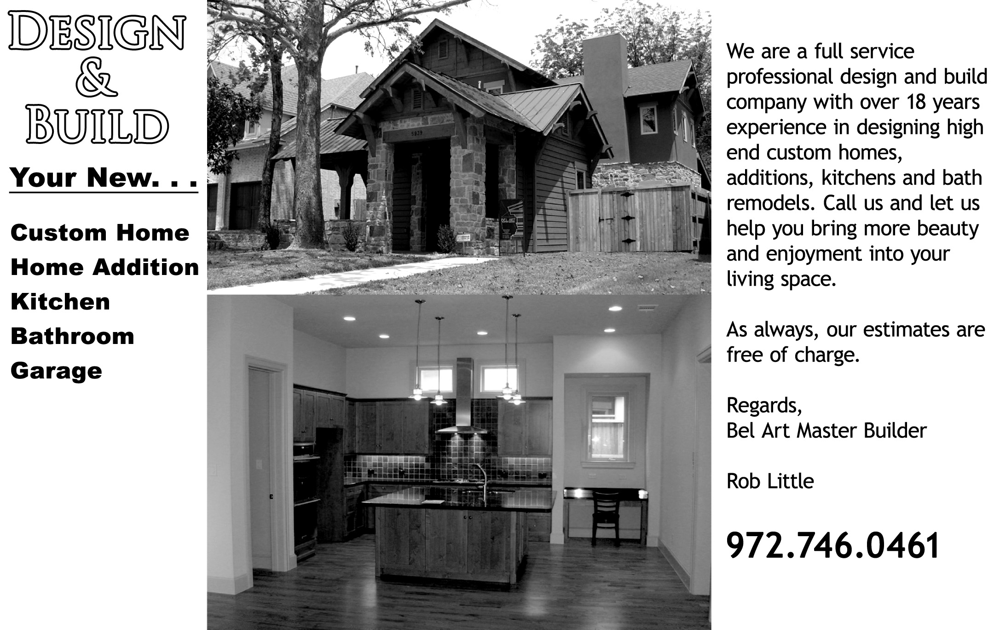 DESIGN
&
BUILD
Your New. . .
Custom Home
Home Addition
Kitchen
Bathroom
Garage
5939
BEL ART
We are a full service
professional design and build
company with over 18 years
experience in designing high
end custom homes,
additions, kitchens and bath
remodels. Call us and let us
help you bring more beauty
and enjoyment into your
living space.
As always, our estimates are
free of charge.
Regards,
Bel Art Master Builder
Rob Little
972.746.0461